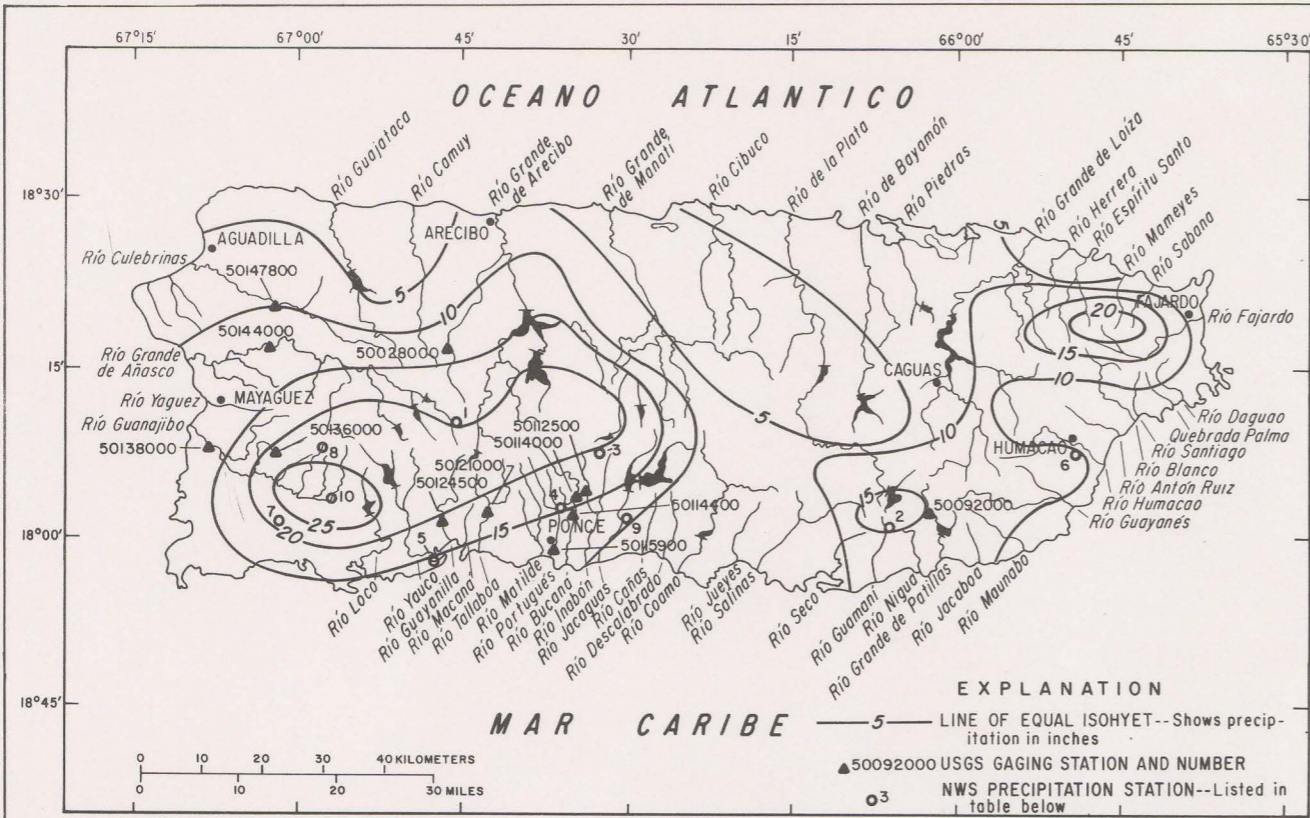 67°15'
67°00'
45'
30'
15'
66°00'
45'
65°30'
OCEANO ATLANTICO
Río Guajataca
Río Camuy
Río Grande
de Arecibo
Río Grande
de Manatí
Río Cibuco
Río de la Plata
Río de Bayamón
Río Piedras
Río Grande de Loíza
Río Herrera
Río Espíritu Santo
Río Mameyes
Río Sabana
18°30'
5
AGUADILLA
ARECIBO
Río Culebrinas
50147800
5
10
20
FAJARDO
Río Fajardo
50144000
50028000
15
Río Grande
de Añasco
18°15'
CAGUAS
10
MAYAGUEZ
Río Yaguez
5
1
Río Daguao
Quebrada Palma
Río Santiago
Río Blanco
Río Antón Ruiz
Río Humacao
Río Guayanés
Río Guanajibo
50138000
50136000
8
50112500
50114000
3
10
HUMACAO
6
50121000
50124500
10
4
15
50092000
7
20
25
PONCE
15
50114400
9
2
18°00'
5
50115900
Río Loco
Río Yauco
Río Guayanilla
Río Macaná
Río Tallaboa
Río Matilde
Río Portugués
Río Bucaná
Río Inabón
Río Jacaguas
Río Cañas
Río Descalabrado
Río Coamo
Río Jueyes
Río Salinas
Río Seco
Río Guamaní
Río Nigua
Río Grande de Patillas
Río Jacaboa
Río Maunabo
18°45'
MAR CARIBE
EXPLANATION
5 LINE OF EQUAL ISOHYET--Shows precip-
itation in inches
50092000 USGS GAGING STATION AND NUMBER
3 NWS PRECIPITATION STATION--Listed in
table below
0 10 20 40 KILOMETERS
0 10 20 30 MILES